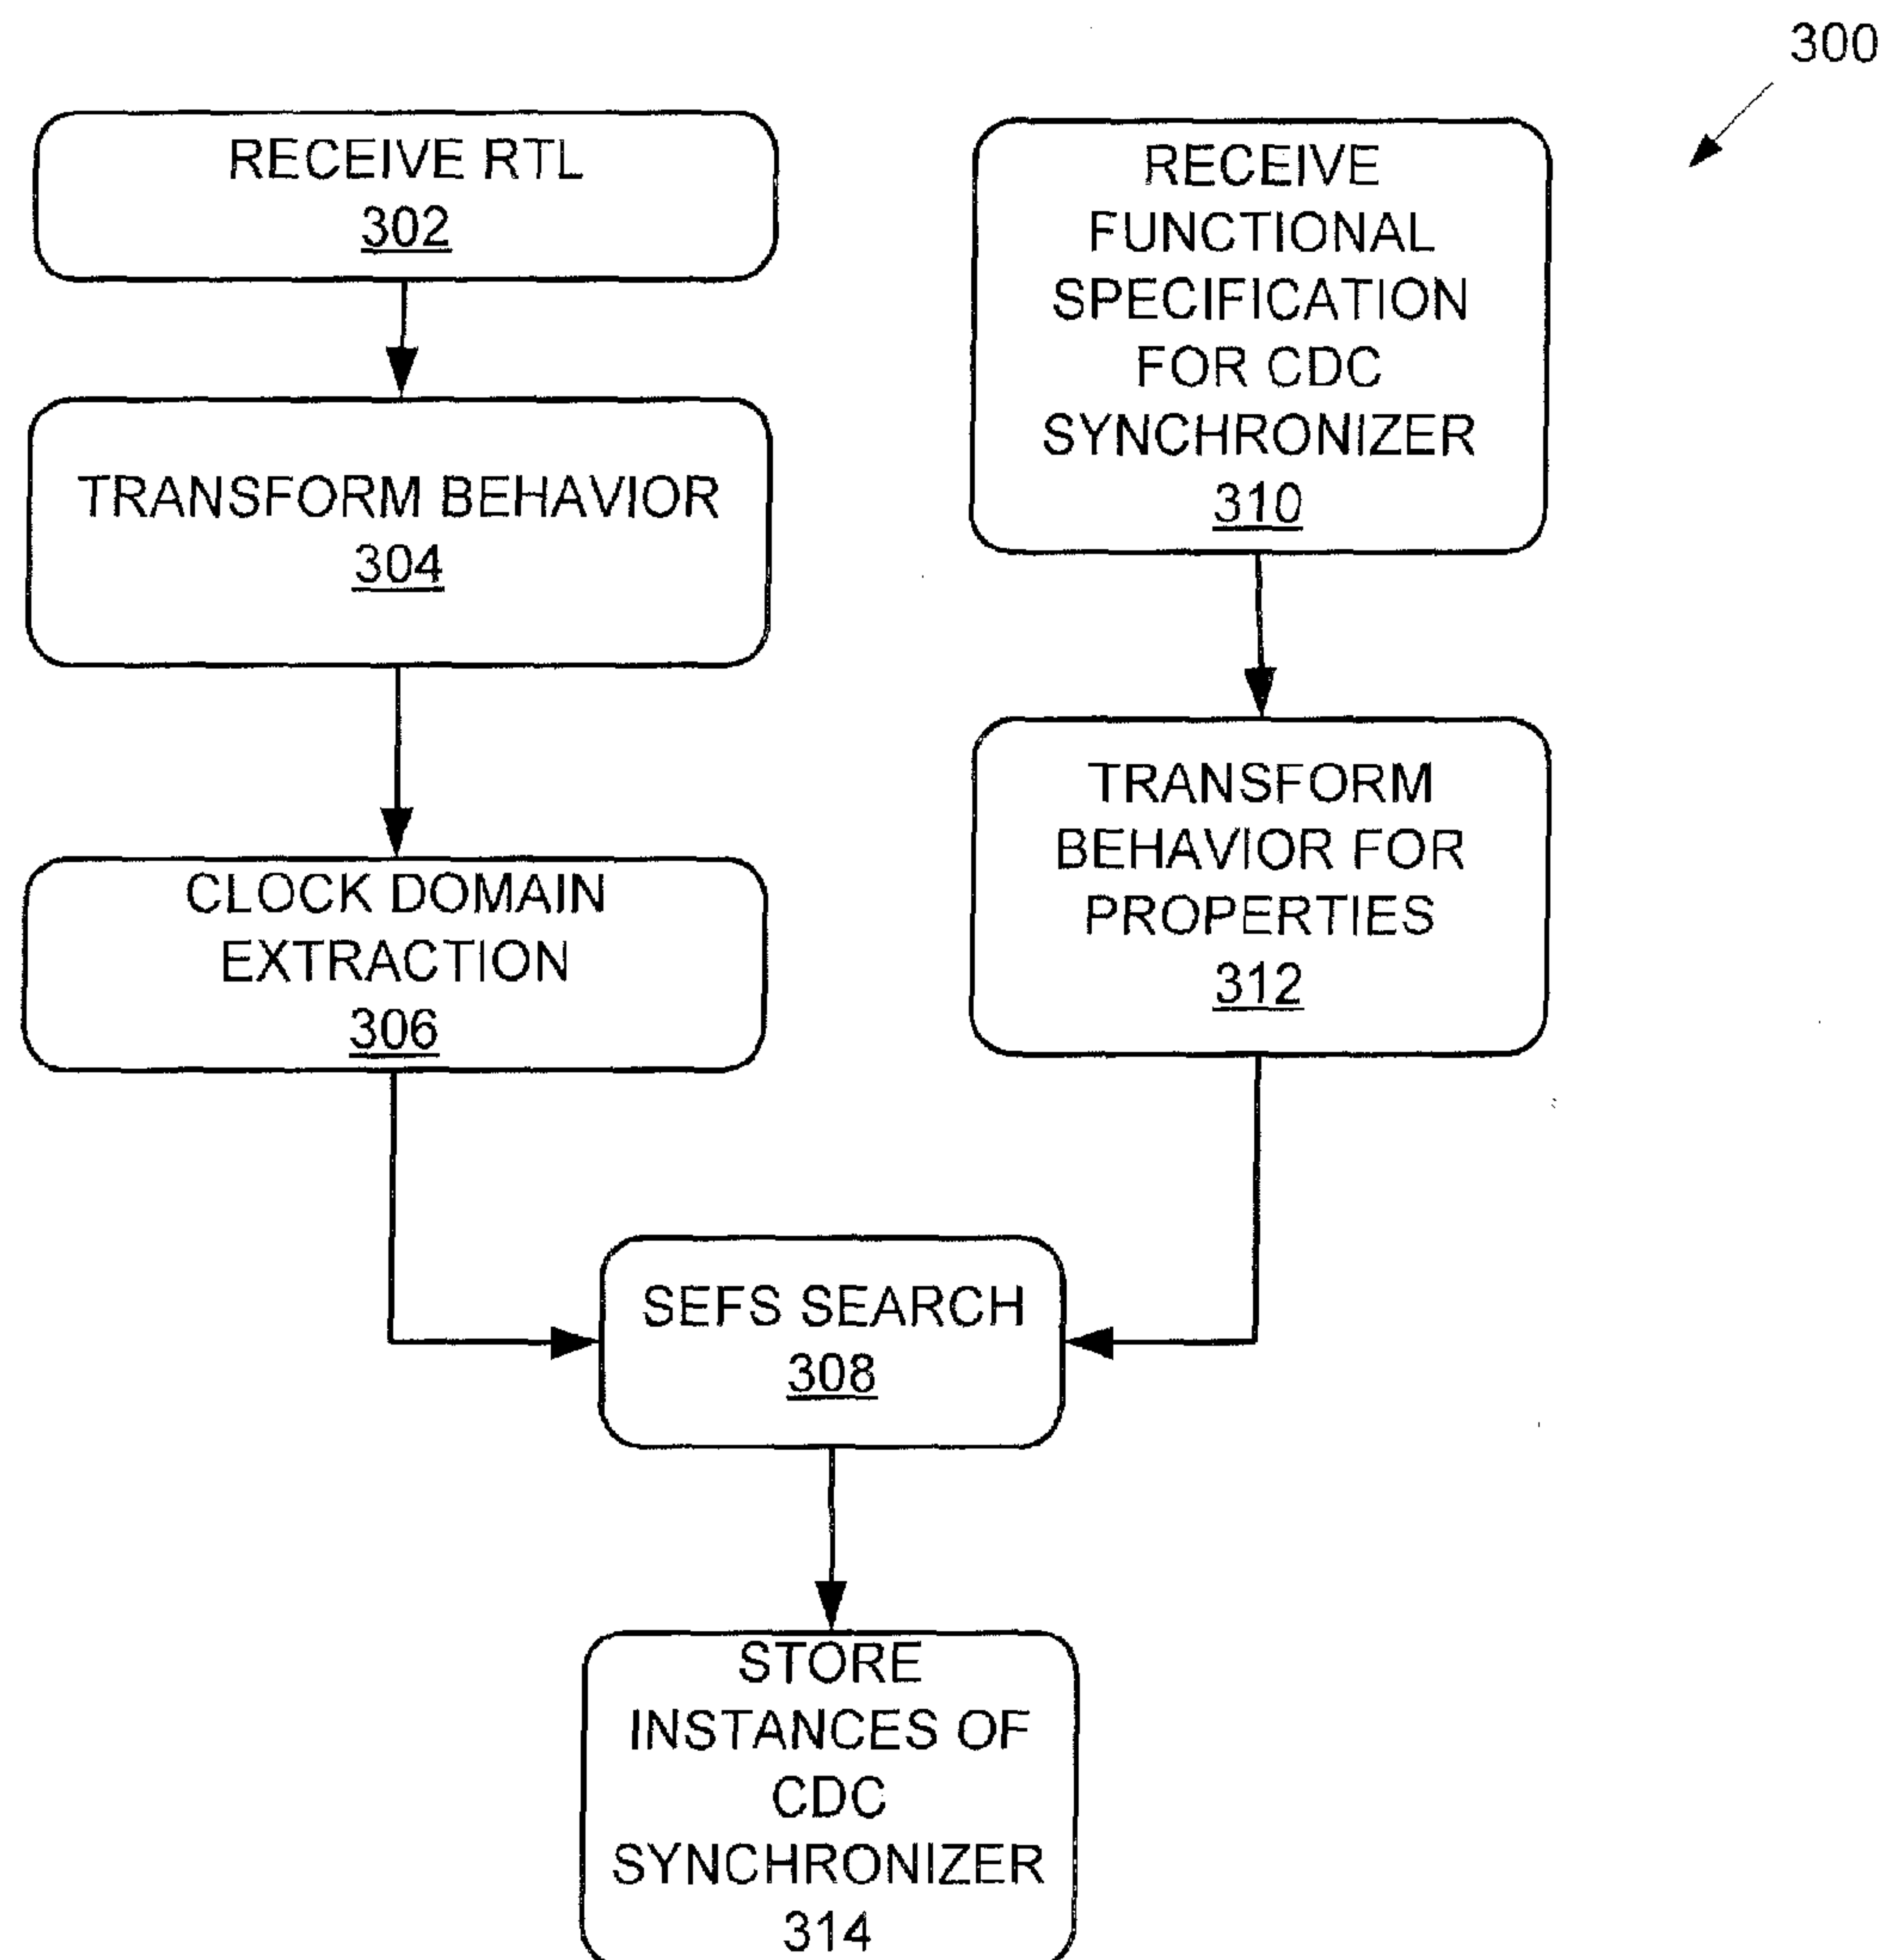 300
RECEIVE RTL
302
TRANSFORM BEHAVIOR
304
CLOCK DOMAIN
EXTRACTION
306
RECEIVE
FUNCTIONAL
SPECIFICATION
FOR CDC
SYNCHRONIZER
310
TRANSFORM
BEHAVIOR FOR
PROPERTIES
312
SEFS SEARCH
308
STORE
INSTANCES OF
CDC
SYNCHRONIZER
314